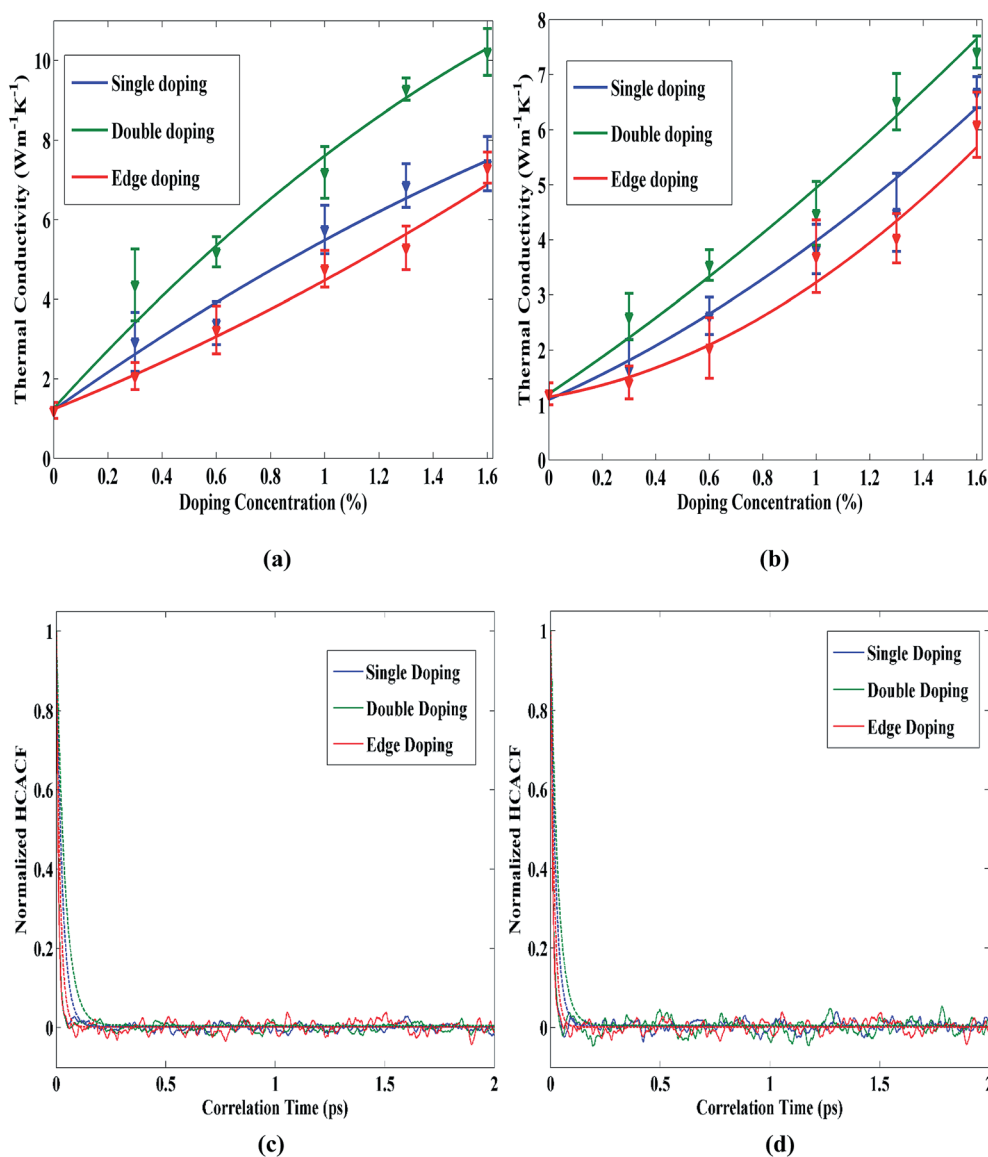 Thermal Conductivity (Wm⁻¹K⁻¹)
10
8
6
4
2
0
Single doping
Double doping
Edge doping
0 0.2 0.4 0.6 0.8 1.0 1.2 1.4 1.6
Doping Concentration (%)
(a)
Thermal Conductivity (Wm⁻¹K⁻¹)
8
7
6
5
4
3
2
1
0
Single doping
Double doping
Edge doping
0 0.2 0.4 0.6 0.8 1.0 1.2 1.4 1.6
Doping Concentration (%)
(b)
Normalized HCACF
1
0.8
0.6
0.4
0.2
0
Single Doping
Double Doping
Edge Doping
0 0.5 1 1.5 2
Correlation Time (ps)
(c)
Normalized HCACF
1
0.8
0.6
0.4
0.2
0
Single Doping
Double Doping
Edge Doping
0 0.5 1 1.5 2
Correlation Time (ps)
(d)